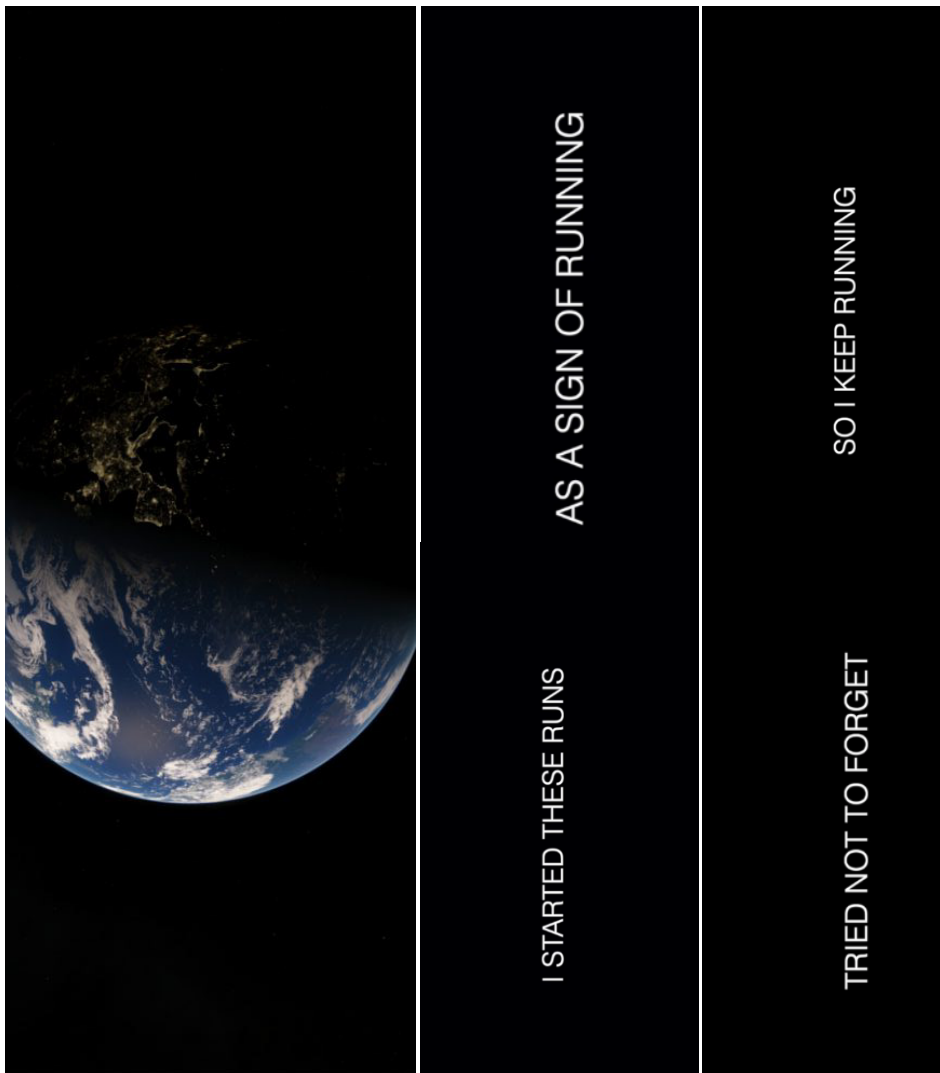 I STARTED THESE RUNS
AS A SIGN OF RUNNING
TRIED NOT TO FORGET
SO I KEEP RUNNING